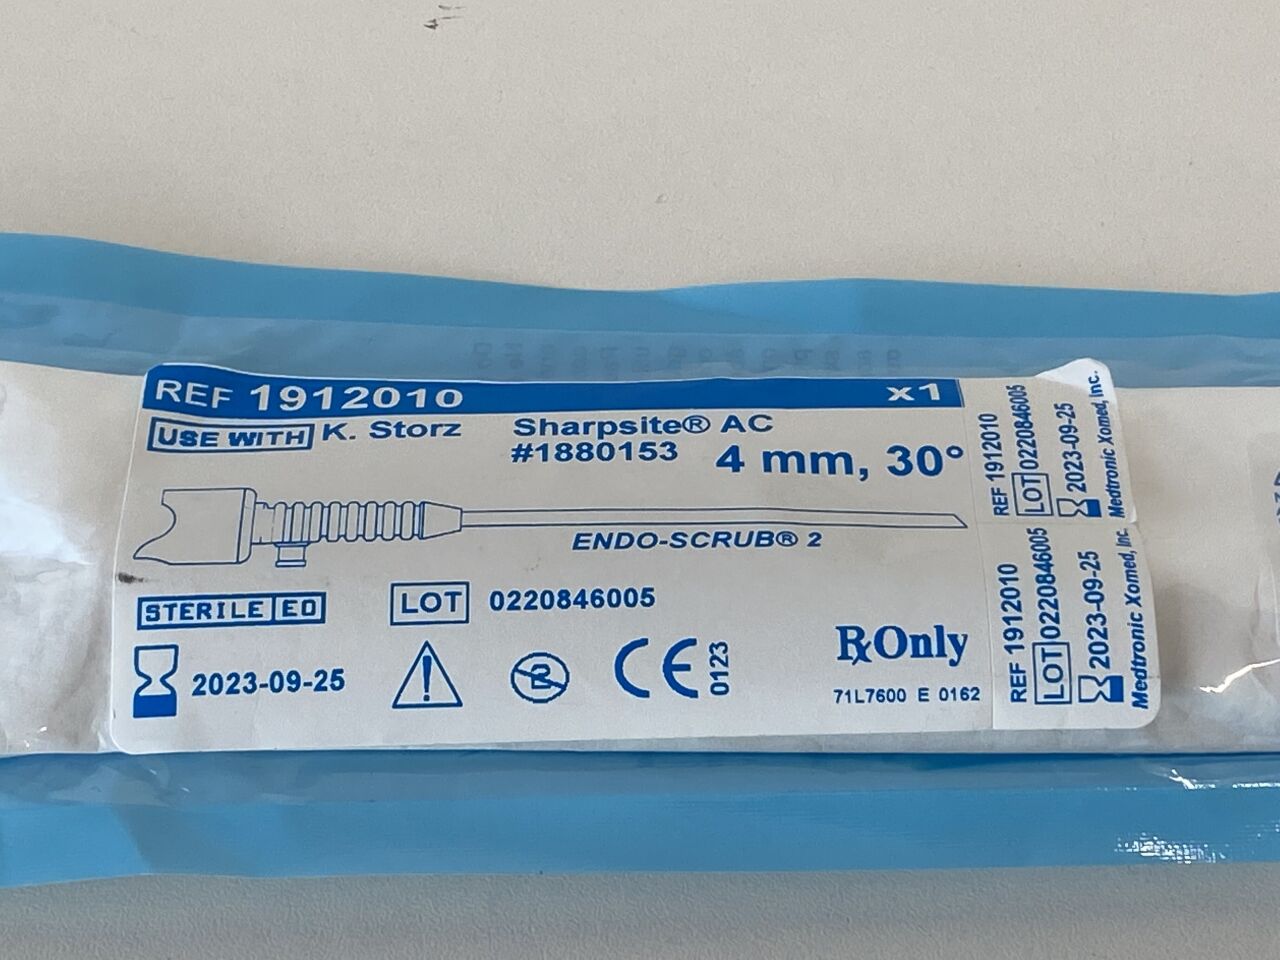 REF 1912010 x1
USE WITH K. Storz Sharpsite® AC
#1880153 4 mm, 30°
ENDO-SCRUB® 2
STERILE EO LOT 0220846005
2023-09-25 2 CE 0123
RxOnly
71L7600 E 0162
REF 1912010
LOT 0220846005
2023-09-25
Medtronic Xomed, Inc.
REF 1912010
LOT 0220846005
2023-09-25
Medtronic Xomed, Inc.